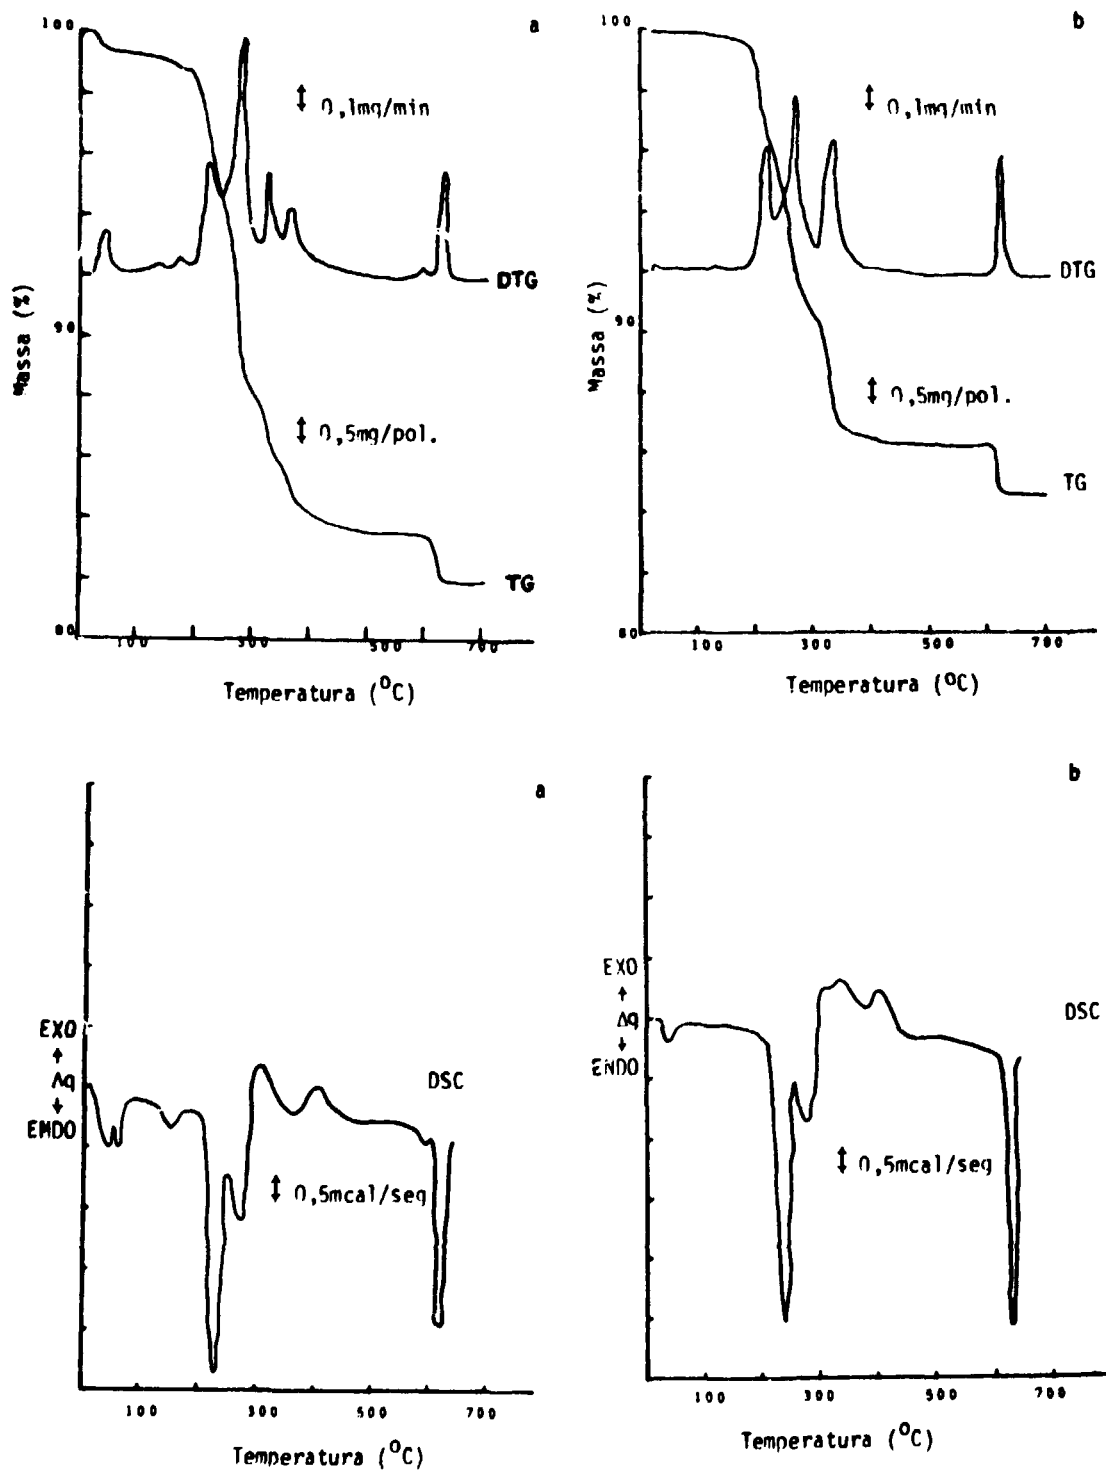 a
100
↕ 0,1mg/min
DTG
Massa (%)
90
↕ 0,5mg/pol.
TG
80
100 300 500 700
Temperatura (°C)
b
100
↕ 0,1mg/min
DTG
Massa (%)
90
↕ 0,5mg/pol.
TG
80
100 300 500 700
Temperatura (°C)
a
EXO
↑
Δq
↓
ENDO
DSC
↕ 0,5mcal/seg
100 300 500 700
Temperatura (°C)
b
EXO
↑
Δq
↓
ENDO
DSC
↕ 0,5mcal/seg
100 300 500 700
Temperatura (°C)